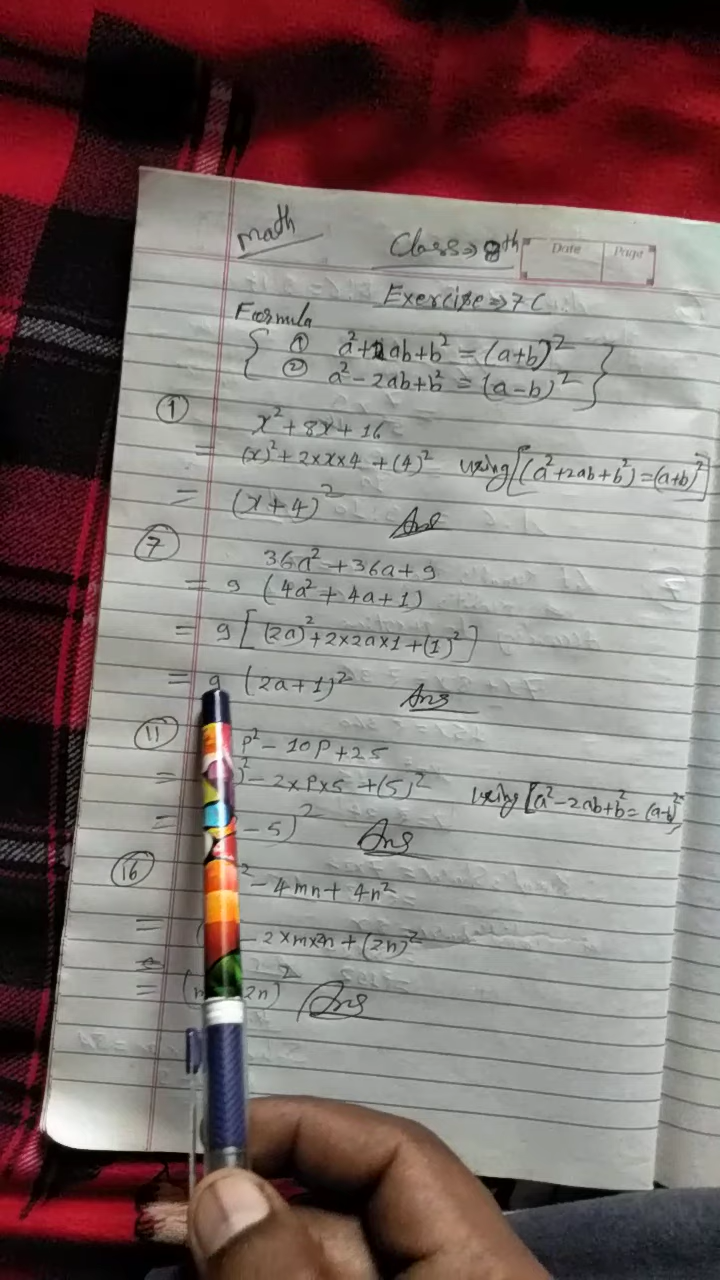 Math
Class⇒8th
Date Page
Exercise⇒7C
Formula
① a²+2ab+b² = (a+b)²
② a²-2ab+b² = (a-b)²
① x²+8x+16
= (x)²+2×x×4+(4)² using[(a²+2ab+b²)=(a+b)²]
= (x+4)² Ans
⑦ 36a²+36a+9
= 9 (4a²+4a+1)
= 9[(2a)²+2×2a×1+(1)²]
= 9 (2a+1)² Ans
⑪ p²-10p+25
= )²-2×p×5+(5)² using [a²-2ab+b²=(a-b)²
= -5)² Ans
⑯ ²-4mn+4n²
= ( -2×m×2n+(2n)²
=
= (m 2n)² Ans